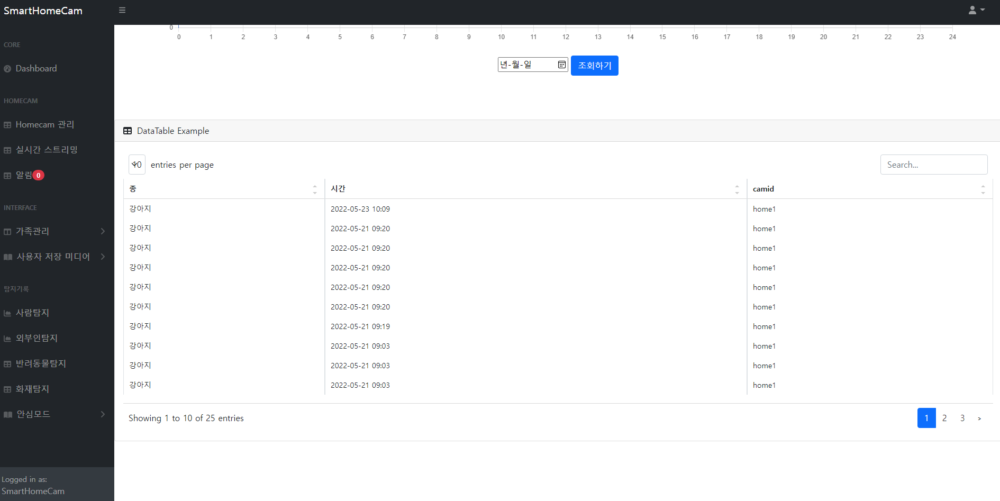 SmartHomeCam
CORE
Dashboard
HOMECAM
Homecam 관리
실시간 스트리밍
알림 0
INTERFACE
가족관리
사용자 저장 미디어
탐지기록
사람탐지
외부인탐지
반려동물탐지
화재탐지
안심모드
Logged in as:
SmartHomeCam
0
0 1 2 3 4 5 6 7 8 9 10 11 12 13 14 15 16 17 18 19 20 21 22 23 24
년-월-일 조회하기
DataTable Example
10 entries per page Search...
종 시간 camid
강아지 2022-05-23 10:09 home1
강아지 2022-05-21 09:20 home1
강아지 2022-05-21 09:20 home1
강아지 2022-05-21 09:20 home1
강아지 2022-05-21 09:20 home1
강아지 2022-05-21 09:20 home1
강아지 2022-05-21 09:19 home1
강아지 2022-05-21 09:03 home1
강아지 2022-05-21 09:03 home1
강아지 2022-05-21 09:03 home1
Showing 1 to 10 of 25 entries 1 2 3 >